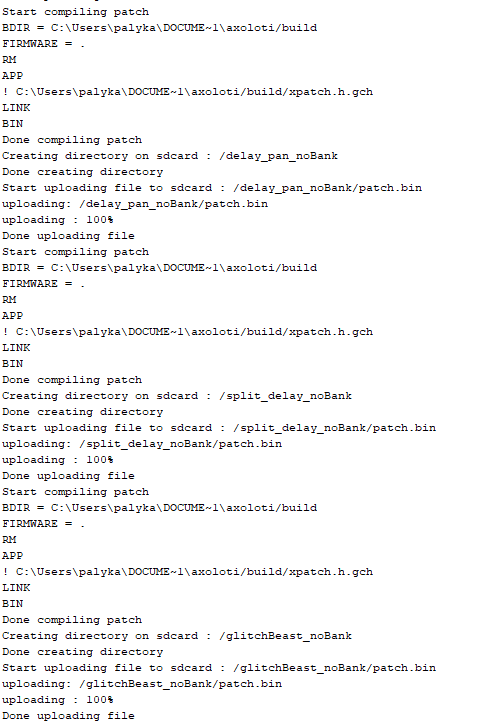 Start compiling patch
BDIR = C:\Users\palyka\DOCUME~1\axoloti/build
FIRMWARE = .
RM
APP
! C:\Users\palyka\DOCUME~1\axoloti/build/xpatch.h.gch
LINK
BIN
Done compiling patch
Creating directory on sdcard : /delay_pan_noBank
Done creating directory
Start uploading file to sdcard : /delay_pan_noBank/patch.bin
uploading: /delay_pan_noBank/patch.bin
uploading : 100%
Done uploading file
Start compiling patch
BDIR = C:\Users\palyka\DOCUME~1\axoloti/build
FIRMWARE = .
RM
APP
! C:\Users\palyka\DOCUME~1\axoloti/build/xpatch.h.gch
LINK
BIN
Done compiling patch
Creating directory on sdcard : /split_delay_noBank
Done creating directory
Start uploading file to sdcard : /split_delay_noBank/patch.bin
uploading: /split_delay_noBank/patch.bin
uploading : 100%
Done uploading file
Start compiling patch
BDIR = C:\Users\palyka\DOCUME~1\axoloti/build
FIRMWARE = .
RM
APP
! C:\Users\palyka\DOCUME~1\axoloti/build/xpatch.h.gch
LINK
BIN
Done compiling patch
Creating directory on sdcard : /glitchBeast_noBank
Done creating directory
Start uploading file to sdcard : /glitchBeast_noBank/patch.bin
uploading: /glitchBeast_noBank/patch.bin
uploading : 100%
Done uploading file